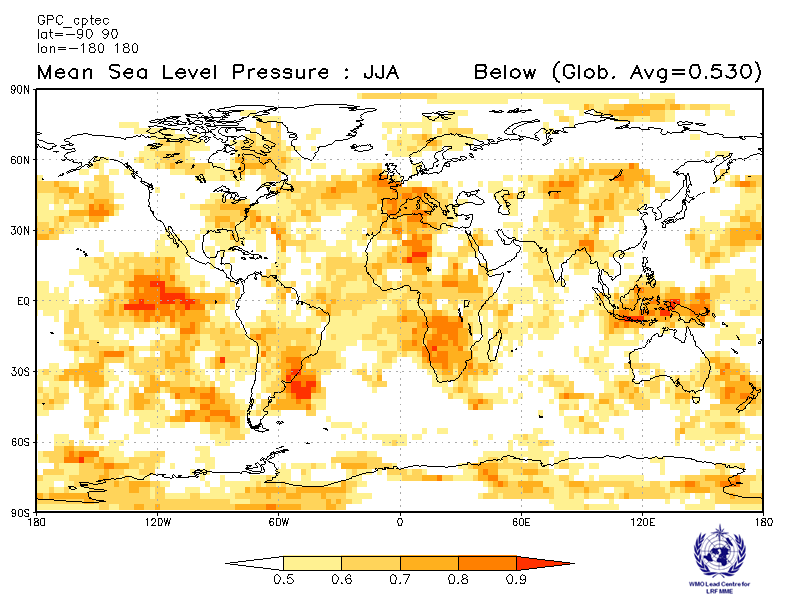 GPC_cptec
lat=−90 90
lon=−180 180
Mean Sea Level Pressure : JJA Below (Glob. Avg=0.530)
90N
60N
30N
EQ
30S
60S
90S
180 120W 60W 0 60E 120E 180
0.5 0.6 0.7 0.8 0.9
WMO Lead Centre for
LRF MME